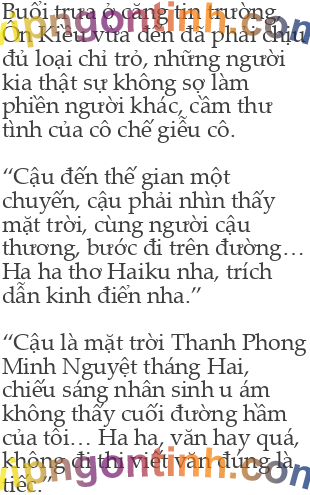 Buổi trưa ở căng tin trường,
Ôn Kiều vừa đến đã phải chịu
đủ loại chỉ trỏ, những người
kia thật sự không sợ làm
phiền người khác, cầm thư
tình của cô chế giễu cô.
“Cậu đến thế gian một
chuyến, cậu phải nhìn thấy
mặt trời, cùng người cậu
thương, bước đi trên đường…
Ha ha thơ Haiku nha, trích
dẫn kinh điển nha.”
“Cậu là mặt trời Thanh Phong
Minh Nguyệt tháng Hai,
chiếu sáng nhân sinh u ám
không thấy cuối đường hầm
của tôi… Ha ha, văn hay quá,
không đi thi viết văn đúng là
tiếc.”
vipngontinh.com
vipngontinh.com